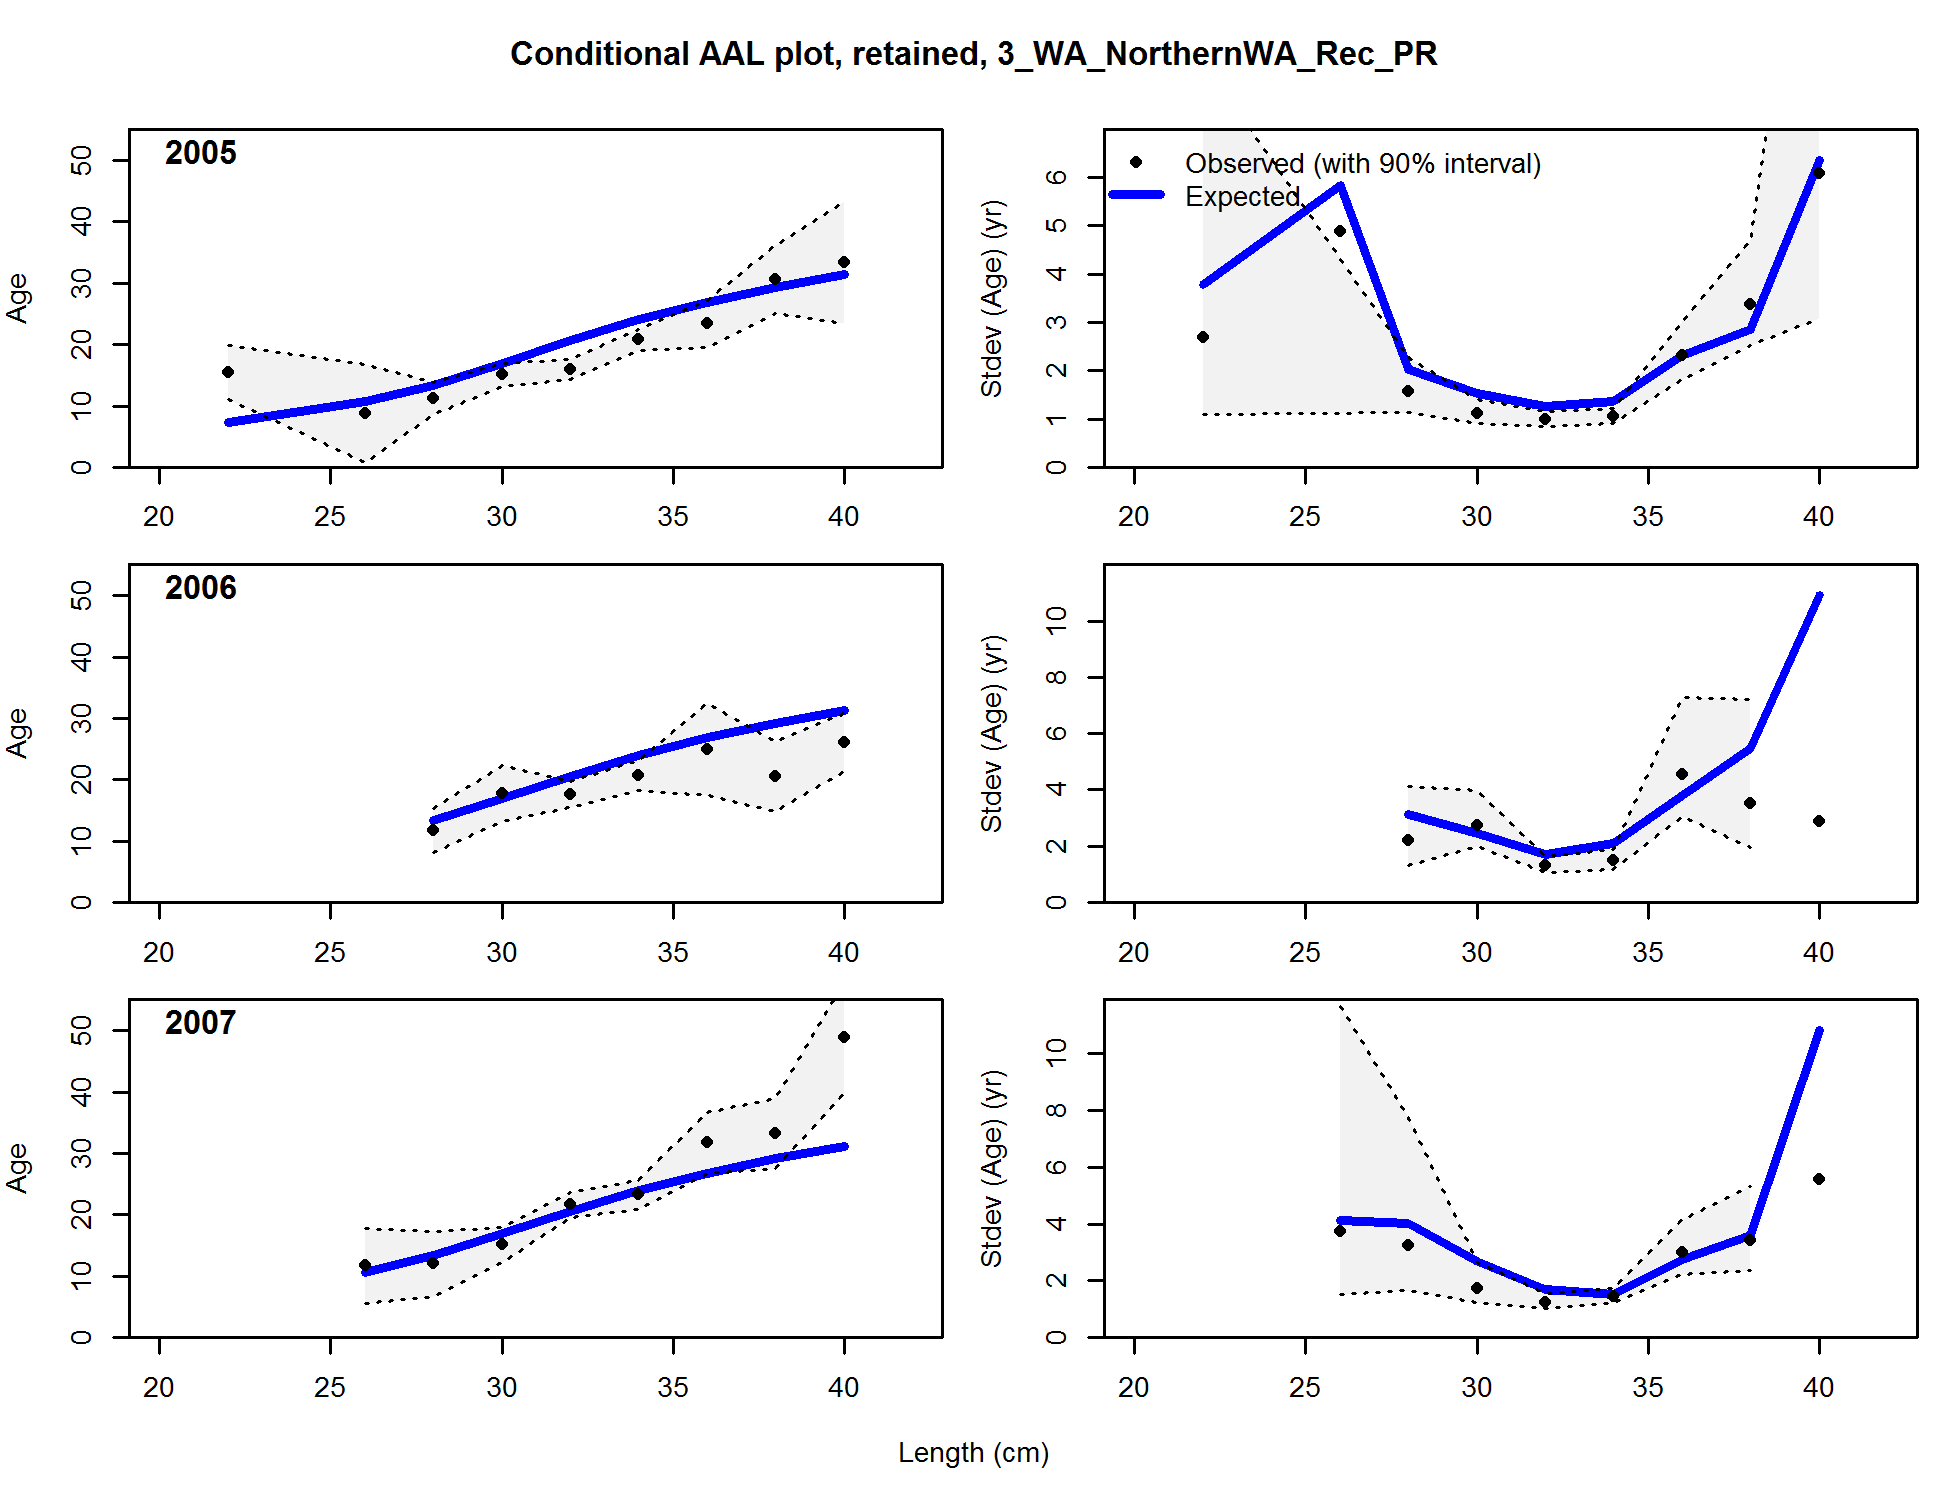 Conditional AAL plot, retained, 3_WA_NorthernWA_Rec_PR
2005
Age
0 10 20 30 40 50
20 25 30 35 40
Observed (with 90% interval)
Expected
Stdev (Age) (yr)
0 1 2 3 4 5 6
20 25 30 35 40
2006
Age
0 10 20 30 40 50
20 25 30 35 40
Stdev (Age) (yr)
0 2 4 6 8 10
20 25 30 35 40
2007
Age
0 10 20 30 40 50
20 25 30 35 40
Stdev (Age) (yr)
0 2 4 6 8 10
20 25 30 35 40
Length (cm)